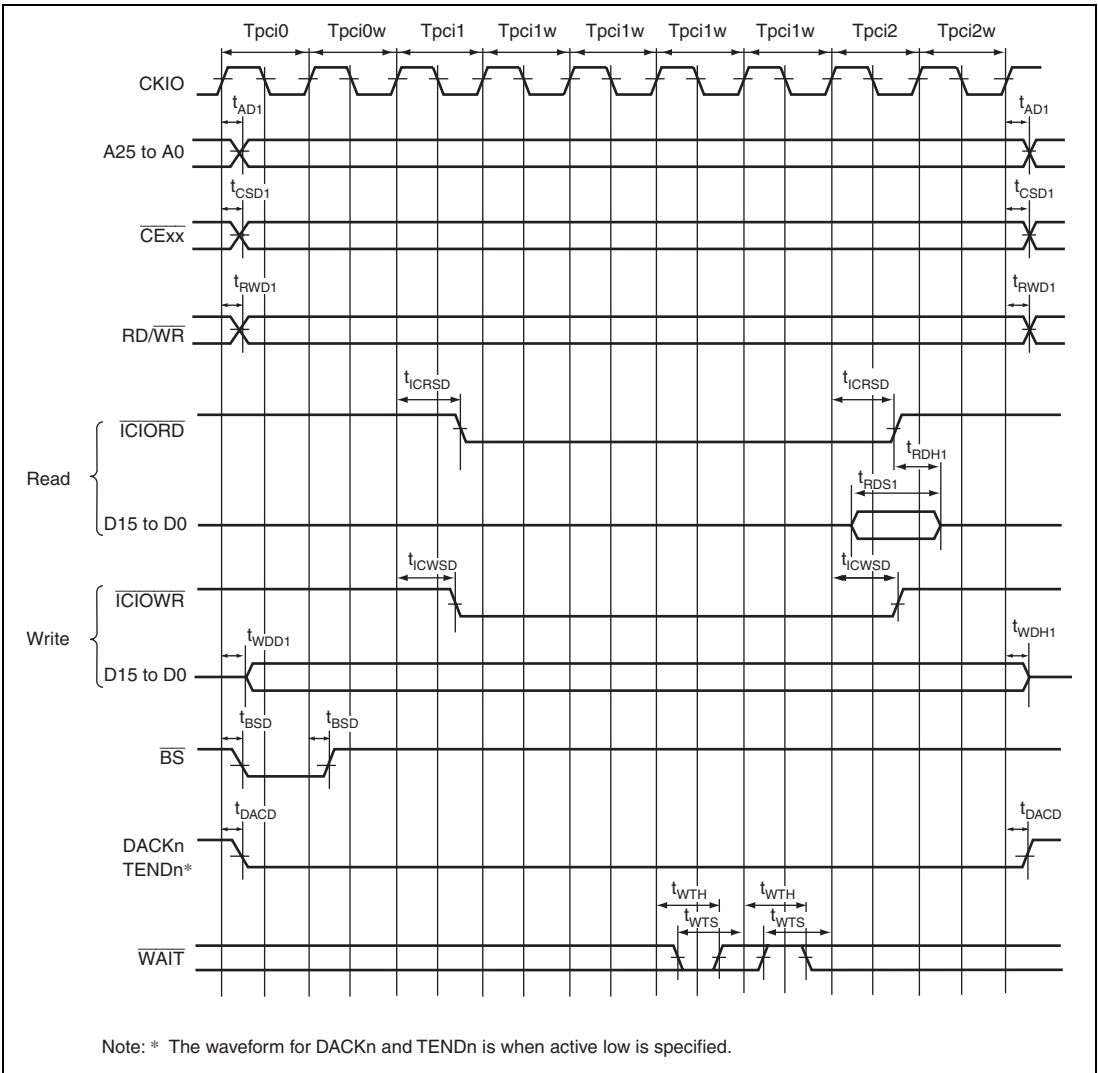 Tpci0 Tpci0w Tpci1 Tpci1w Tpci1w Tpci1w Tpci1w Tpci2 Tpci2w
CKIO
tAD1 tAD1
A25 to A0
tCSD1 tCSD1
CExx
tRWD1 tRWD1
RD/WR
tICRSD tICRSD
ICIORD
tRDH1
Read
tRDS1
D15 to D0
tICWSD tICWSD
ICIOWR
Write
tWDD1 tWDH1
D15 to D0
tBSD tBSD
BS
tDACD tDACD
DACKn
TENDn*
tWTH tWTH
tWTS tWTS
WAIT
Note: * The waveform for DACKn and TENDn is when active low is specified.